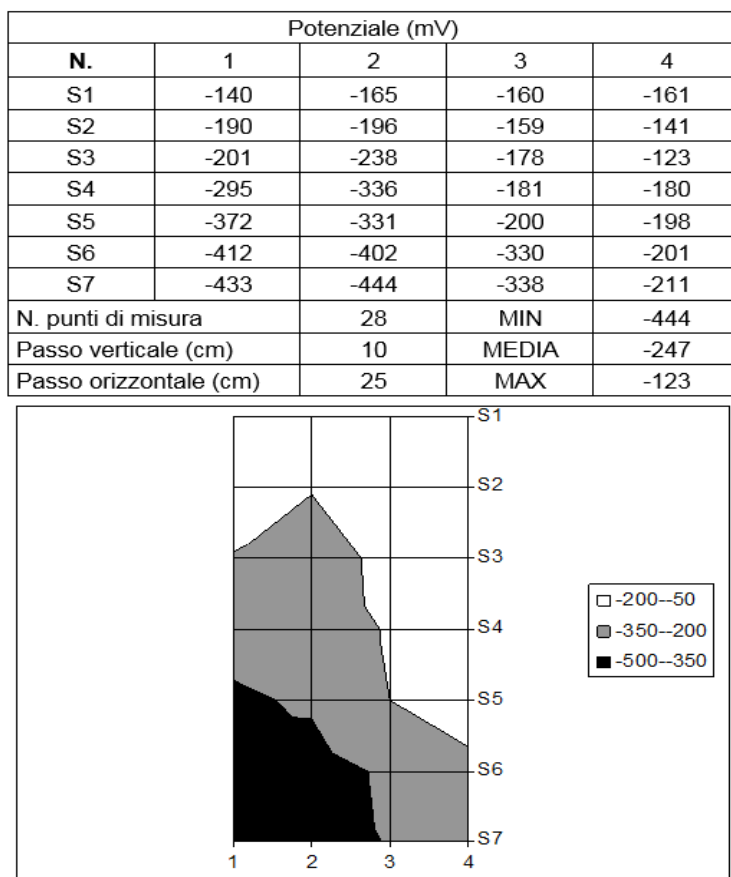 Potenziale (mV)
N. 1 2 3 4
S1 -140 -165 -160 -161
S2 -190 -196 -159 -141
S3 -201 -238 -178 -123
S4 -295 -336 -181 -180
S5 -372 -331 -200 -198
S6 -412 -402 -330 -201
S7 -433 -444 -338 -211
N. punti di misura 28 MIN -444
Passo verticale (cm) 10 MEDIA -247
Passo orizzontale (cm) 25 MAX -123
S1
S2
S3
S4
S5
S6
S7
1 2 3 4
-200--50
-350--200
-500--350